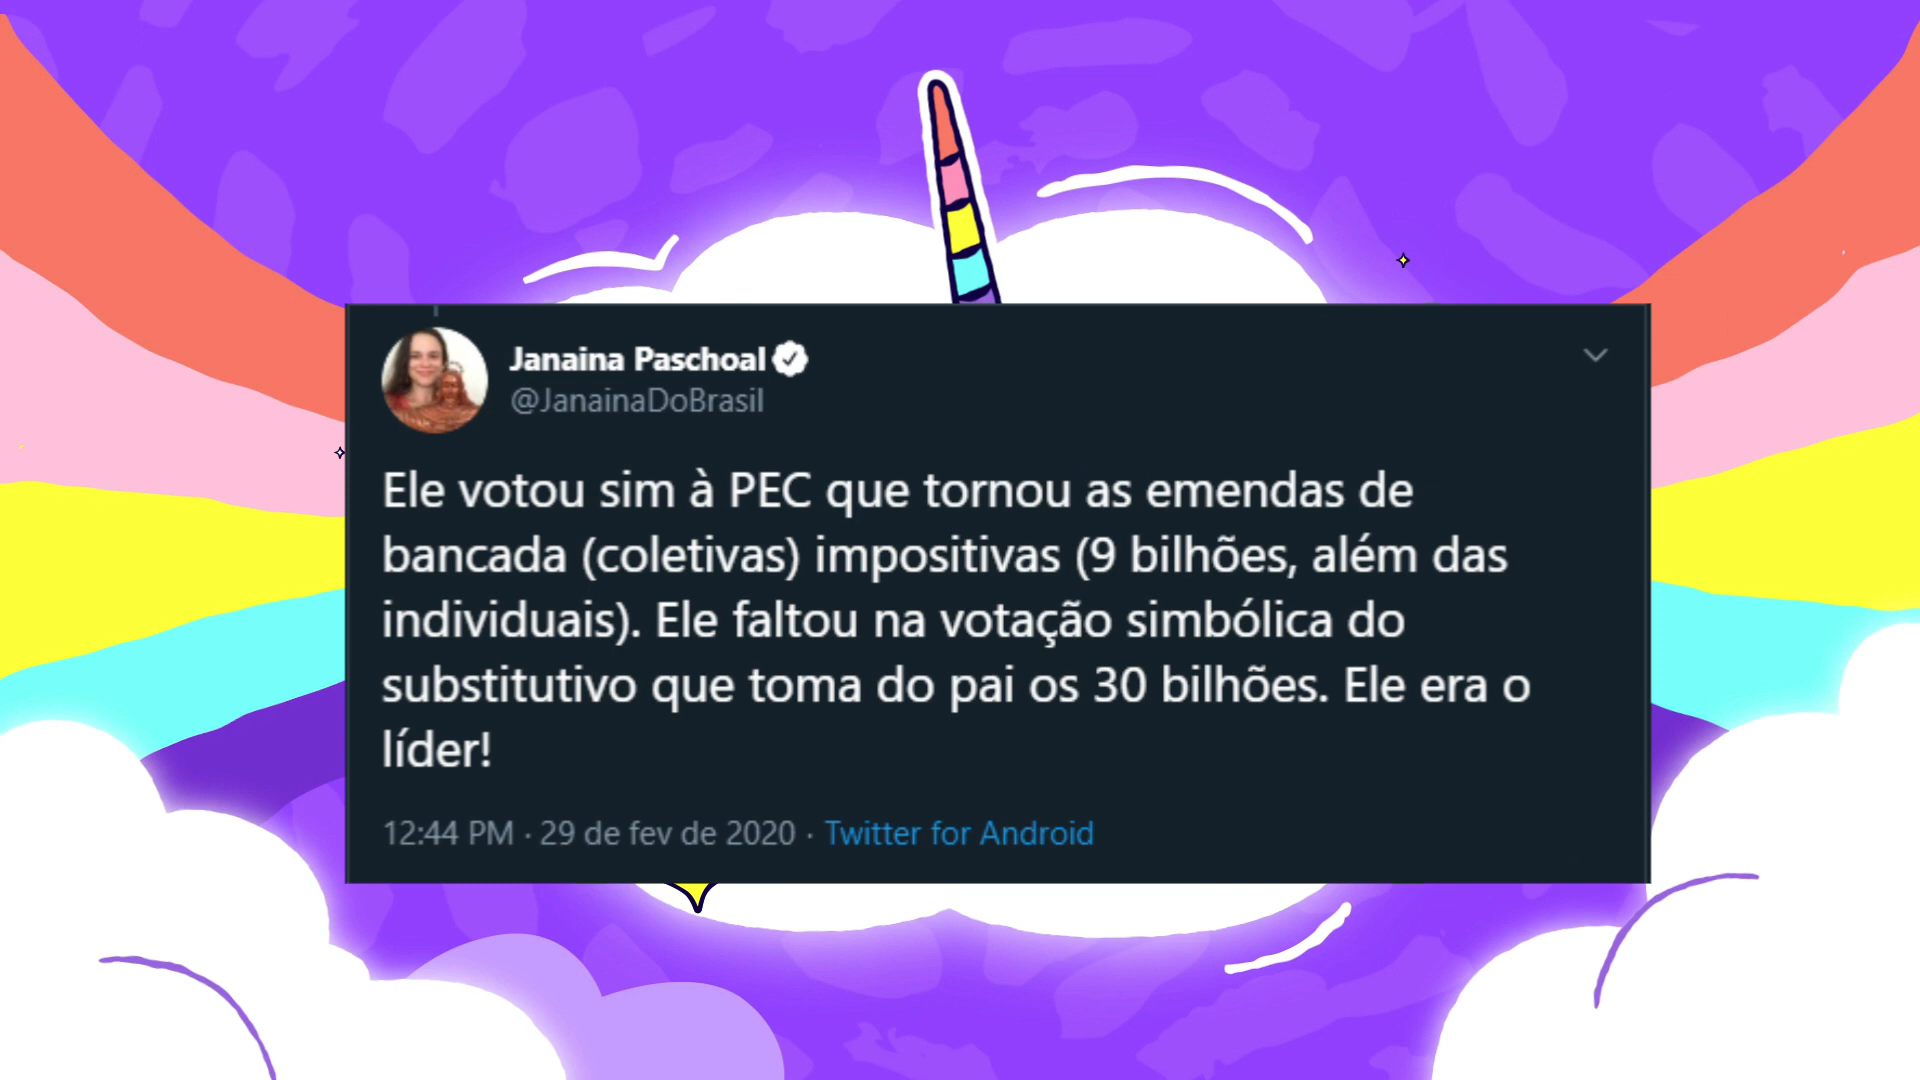 Janaina Paschoal
@JanainaDoBrasil
Ele votou sim à PEC que tornou as emendas de
bancada (coletivas) impositivas (9 bilhões, além das
individuais). Ele faltou na votação simbólica do
substitutivo que toma do pai os 30 bilhões. Ele era o
líder!
12:44 PM · 29 de fev de 2020 · Twitter for Android